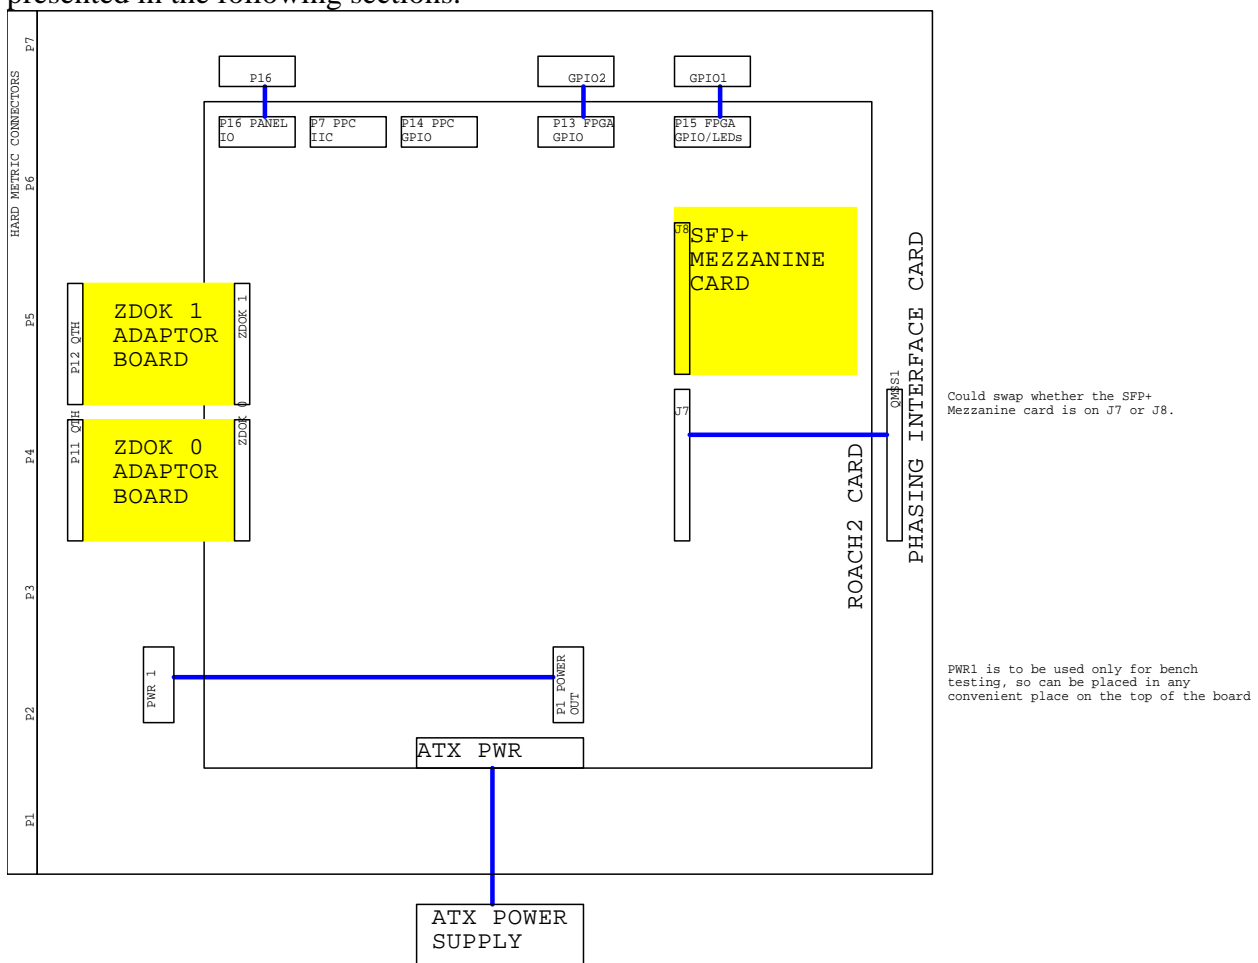 presented in the following sections.
HARD METRIC CONNECTORS
P7
P6
P5
P4
P3
P2
P1
P16
GPIO2
GPIO1
P16 PANEL
IO
P7 PPC
IIC
P14 PPC
GPIO
P13 FPGA
GPIO
P15 FPGA
GPIO/LEDs
J8
SFP+
MEZZANINE
CARD
P12 QTH
ZDOK 1
ADAPTOR
BOARD
ZDOK 1
P11 QTH
ZDOK 0
ADAPTOR
BOARD
ZDOK 0
J7
QMSS1
ROACH2 CARD
PHASING INTERFACE CARD
Could swap whether the SFP+
Mezzanine card is on J7 or J8.
PWR 1
P1 POWER
OUT
PWR1 is to be used only for bench
testing, so can be placed in any
convenient place on the top of the board
ATX PWR
ATX POWER
SUPPLY